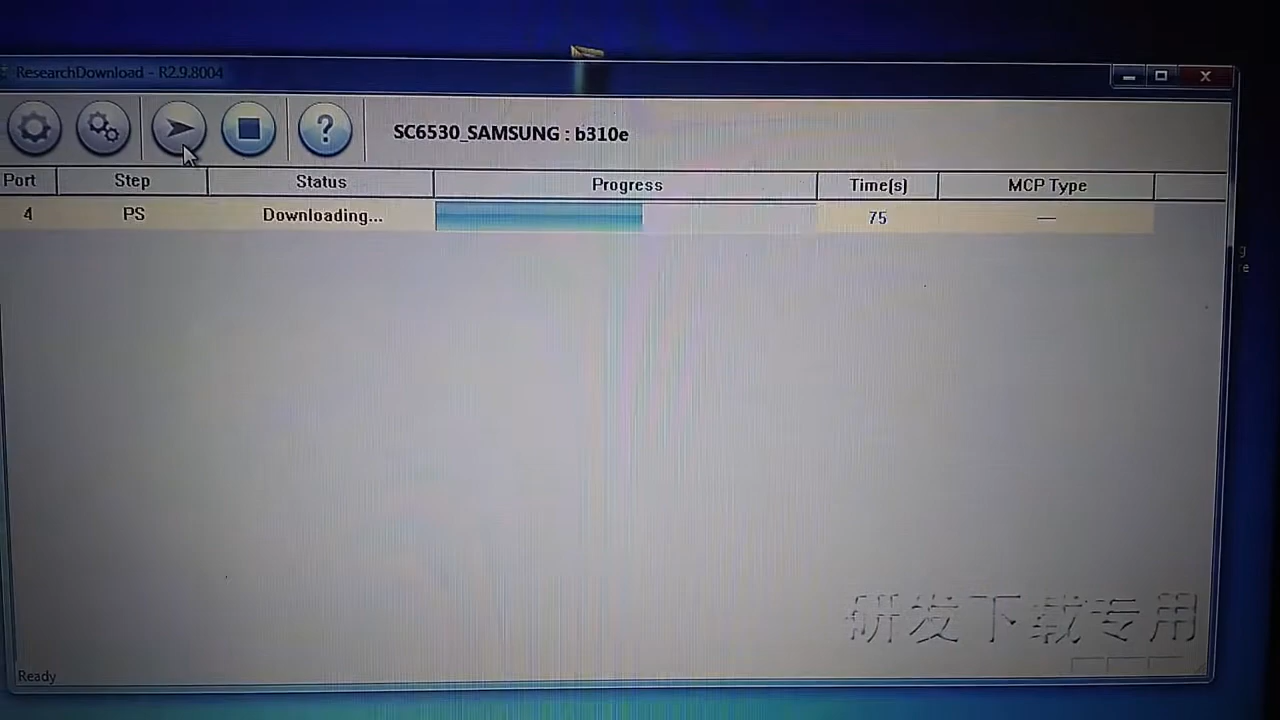 ResearchDownload - R2.9.8004
SC6530_SAMSUNG : b310e
Port Step Status Progress Time(s) MCP Type
4 PS Downloading... 75 —
研发下载专用
Ready